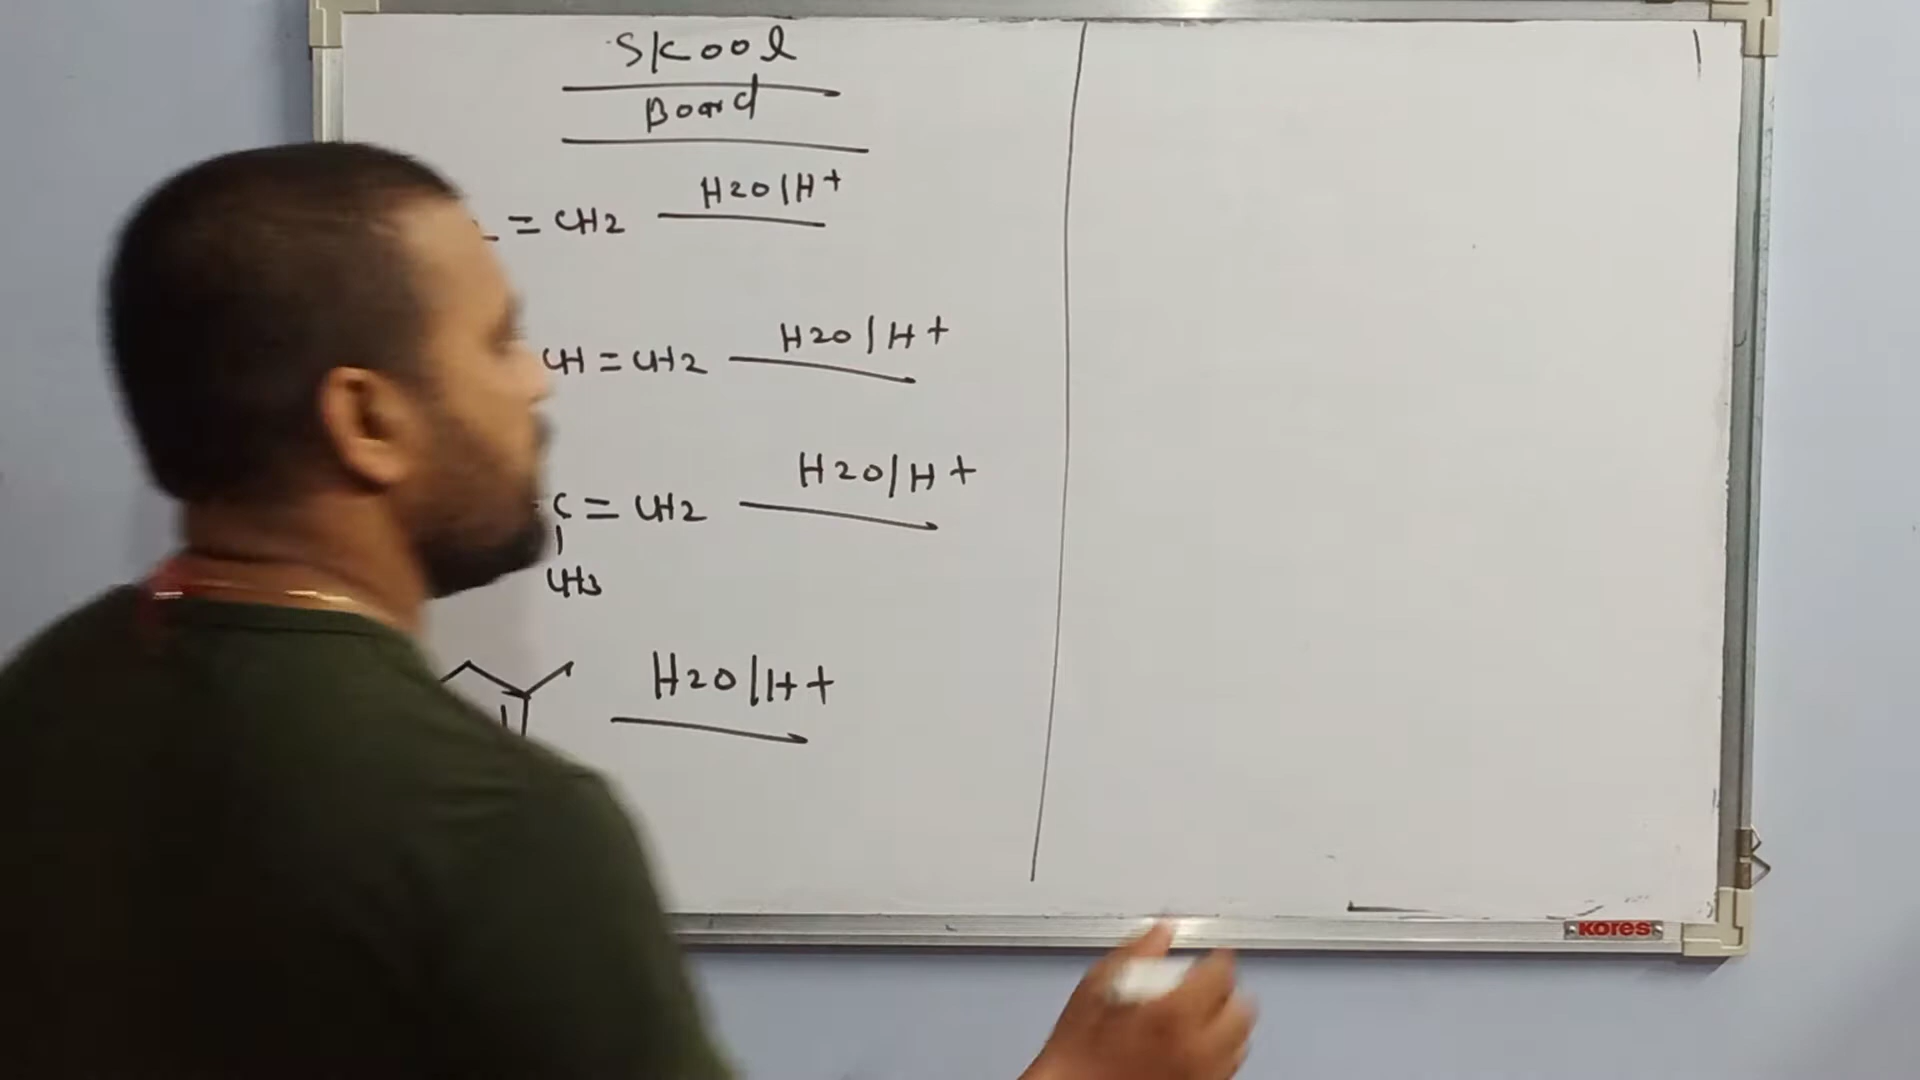 Skool
Board
= CH2 H2O/H+
CH = CH2 H2O/H+
C = CH2 H2O/H+
CH3
H2O/H+
kores